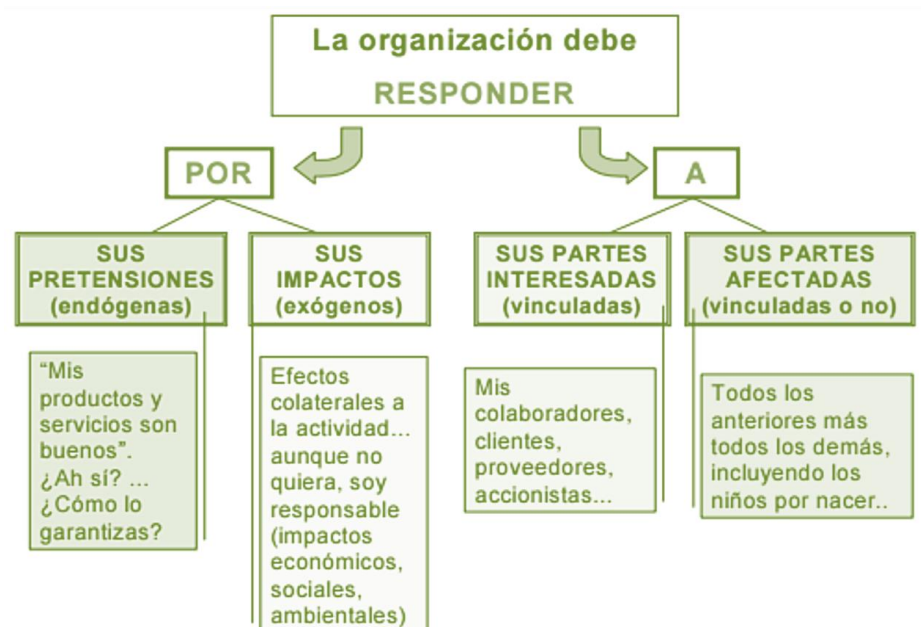 La organización debe
RESPONDER
POR
A
SUS
PRETENSIONES
(endógenas)
SUS
IMPACTOS
(exógenos)
SUS PARTES
INTERESADAS
(vinculadas)
SUS PARTES
AFECTADAS
(vinculadas o no)
“Mis
productos y
servicios son
buenos”.
¿Ah sí? ...
¿Cómo lo
garantizas?
Efectos
colaterales a
la actividad...
aunque no
quiera, soy
responsable
(impactos
económicos,
sociales,
ambientales)
Mis
colaboradores,
clientes,
proveedores,
accionistas...
Todos los
anteriores más
todos los demás,
incluyendo los
niños por nacer..